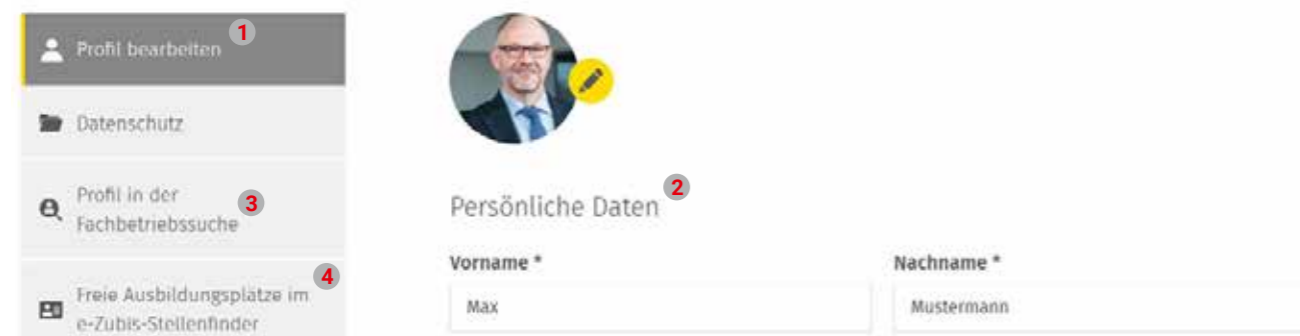 Profil bearbeiten 1
Datenschutz
Profil in der
Fachbetriebssuche 3
Freie Ausbildungsplätze im 4
e-Zubis-Stellenfinder
Persönliche Daten 2
Vorname *
Max
Nachname *
Mustermann